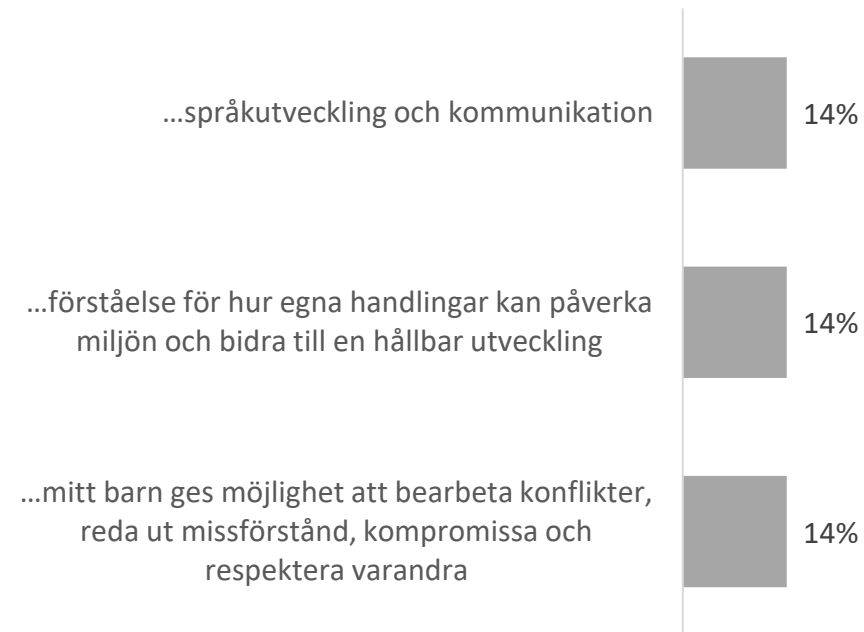 ...språkutveckling och kommunikation
14%
...förståelse för hur egna handlingar kan påverka
miljön och bidra till en hållbar utveckling
14%
...mitt barn ges möjlighet att bearbeta konflikter,
reda ut missförstånd, kompromissa och
respektera varandra
14%